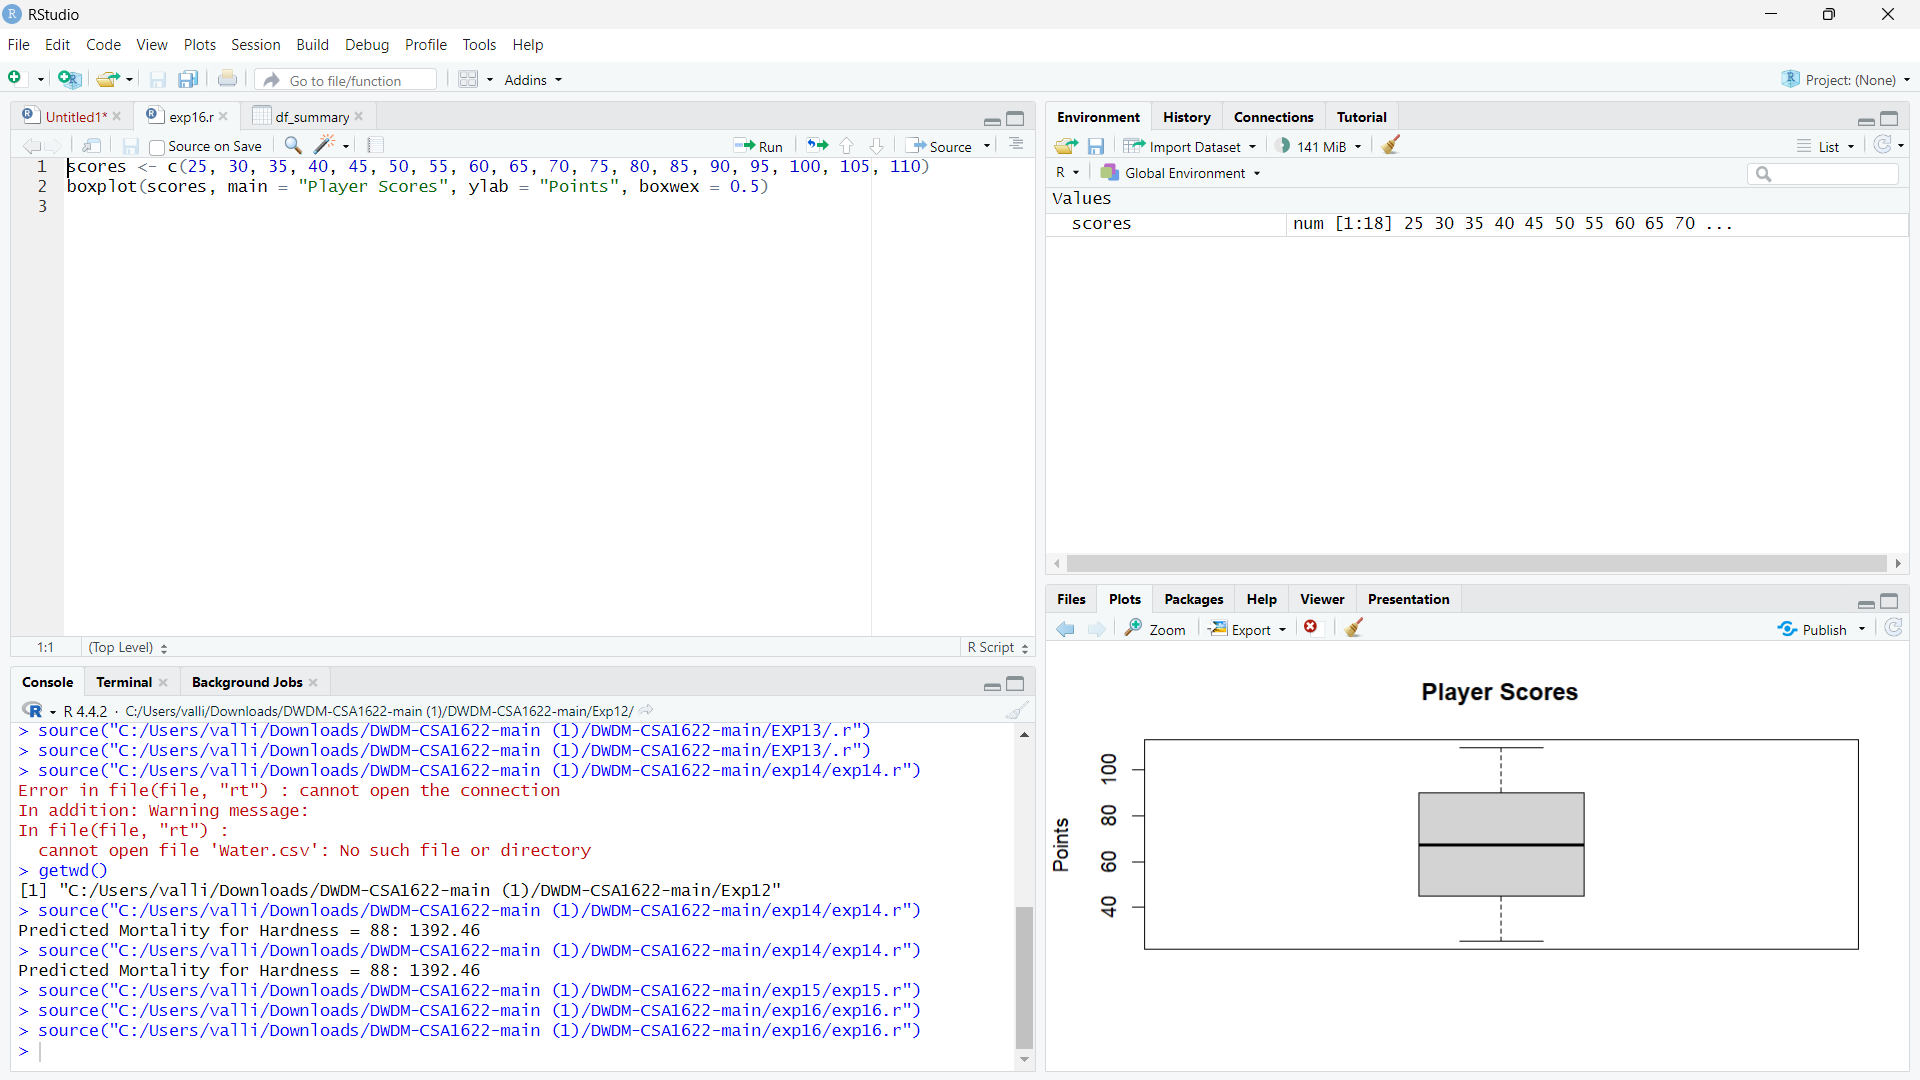 RStudio
File Edit Code View Plots Session Build Debug Profile Tools Help
Go to file/function Addins Project: (None)
Untitled1* exp16.r df_summary
Source on Save Run Source
1 scores <- c(25, 30, 35, 40, 45, 50, 55, 60, 65, 70, 75, 80, 85, 90, 95, 100, 105, 110)
2 boxplot(scores, main = "Player Scores", ylab = "Points", boxwex = 0.5)
3
1:1 (Top Level) R Script
Console Terminal Background Jobs
R 4.4.2 · C:/Users/valli/Downloads/DWDM-CSA1622-main (1)/DWDM-CSA1622-main/Exp12/
> source("C:/Users/valli/Downloads/DWDM-CSA1622-main (1)/DWDM-CSA1622-main/EXP13/.r")
> source("C:/Users/valli/Downloads/DWDM-CSA1622-main (1)/DWDM-CSA1622-main/EXP13/.r")
> source("C:/Users/valli/Downloads/DWDM-CSA1622-main (1)/DWDM-CSA1622-main/exp14/exp14.r")
Error in file(file, "rt") : cannot open the connection
In addition: Warning message:
In file(file, "rt") :
cannot open file 'Water.csv': No such file or directory
> getwd()
[1] "C:/Users/valli/Downloads/DWDM-CSA1622-main (1)/DWDM-CSA1622-main/Exp12"
> source("C:/Users/valli/Downloads/DWDM-CSA1622-main (1)/DWDM-CSA1622-main/exp14/exp14.r")
Predicted Mortality for Hardness = 88: 1392.46
> source("C:/Users/valli/Downloads/DWDM-CSA1622-main (1)/DWDM-CSA1622-main/exp14/exp14.r")
Predicted Mortality for Hardness = 88: 1392.46
> source("C:/Users/valli/Downloads/DWDM-CSA1622-main (1)/DWDM-CSA1622-main/exp15/exp15.r")
> source("C:/Users/valli/Downloads/DWDM-CSA1622-main (1)/DWDM-CSA1622-main/exp16/exp16.r")
> source("C:/Users/valli/Downloads/DWDM-CSA1622-main (1)/DWDM-CSA1622-main/exp16/exp16.r")
>
Environment History Connections Tutorial
Import Dataset 141 MiB List
R Global Environment
Values
scores num [1:18] 25 30 35 40 45 50 55 60 65 70 ...
Files Plots Packages Help Viewer Presentation
Zoom Export Publish
Player Scores
Points
100
80
60
40